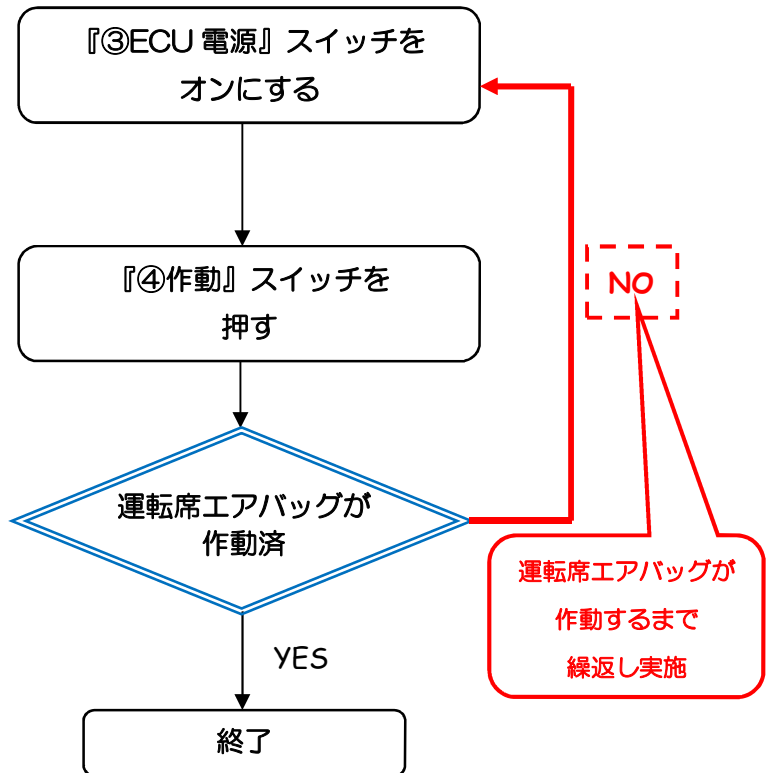 『③ECU 電源』スイッチを
オンにする
『④作動』スイッチを
押す
NO
運転席エアバッグが
作動済
運転席エアバッグが
作動するまで
繰返し実施
YES
終了